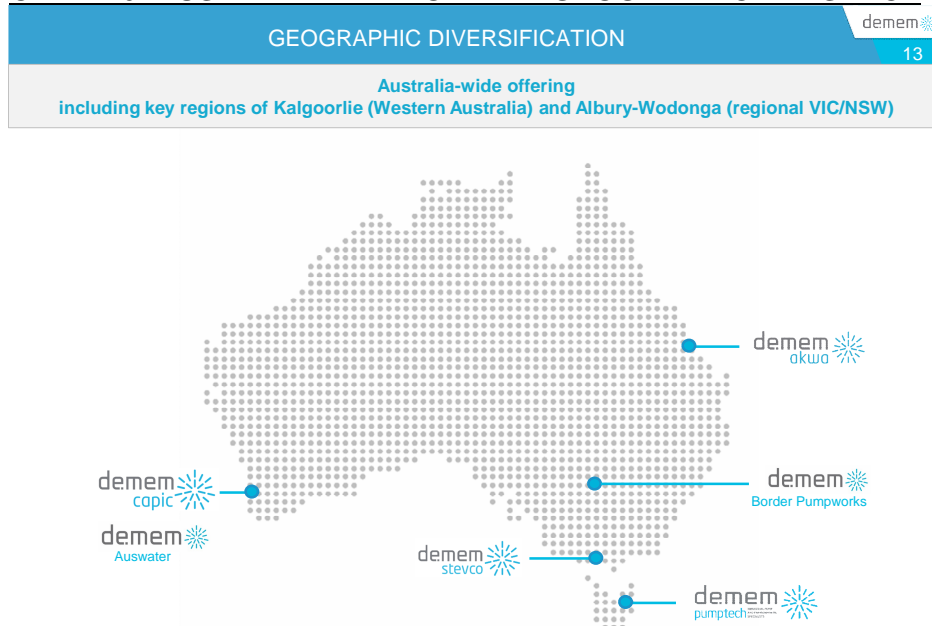 GEOGRAPHIC DIVERSIFICATION
demem
13
Australia-wide offering
including key regions of Kalgoorlie (Western Australia) and Albury-Wodonga (regional VIC/NSW)
demem
akwa
demem
capic
demem
Border Pumpworks
demem
Auswater
demem
stevco
demem
pumptech